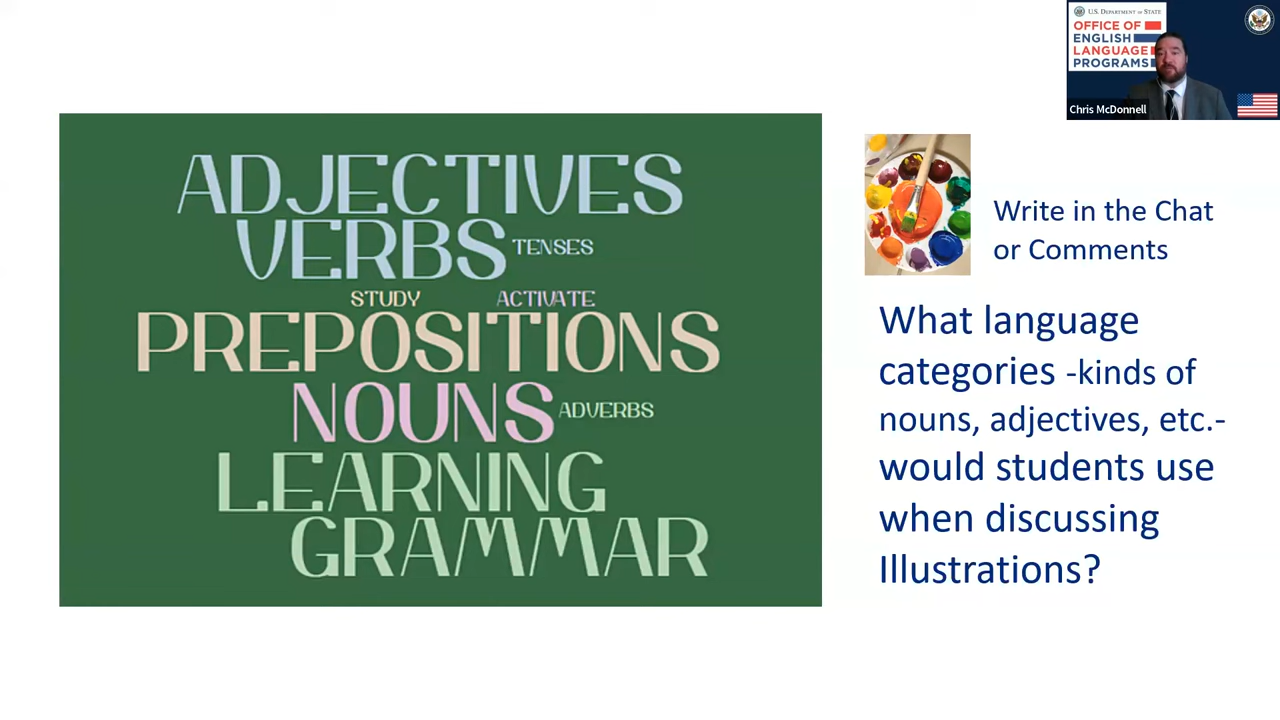 U.S. DEPARTMENT OF STATE
OFFICE OF
ENGLISH
LANGUAGE
PROGRAMS
Chris McDonnell
ADJECTIVES
VERBS TENSES
STUDY ACTIVATE
PREPOSITIONS
NOUNS ADVERBS
LEARNING
GRAMMAR
Write in the Chat
or Comments
What language
categories -kinds of
nouns, adjectives, etc.-
would students use
when discussing
Illustrations?